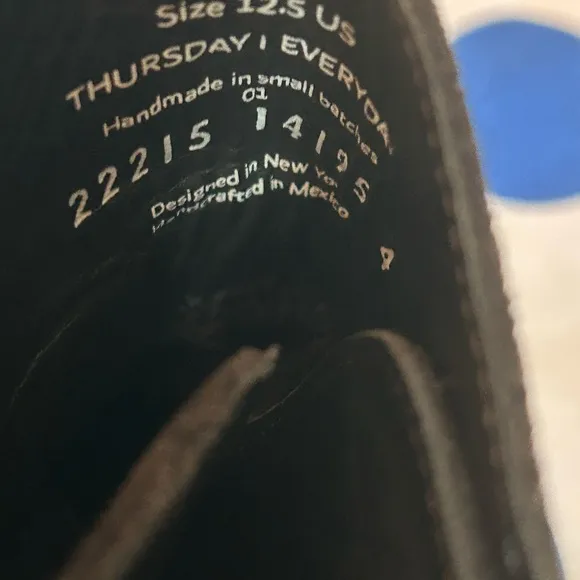 Size 12.5 US
THURSDAY | EVERYDAY
Handmade in small batches
01
22215 14195
Designed in New York
Handcrafted in Mexico